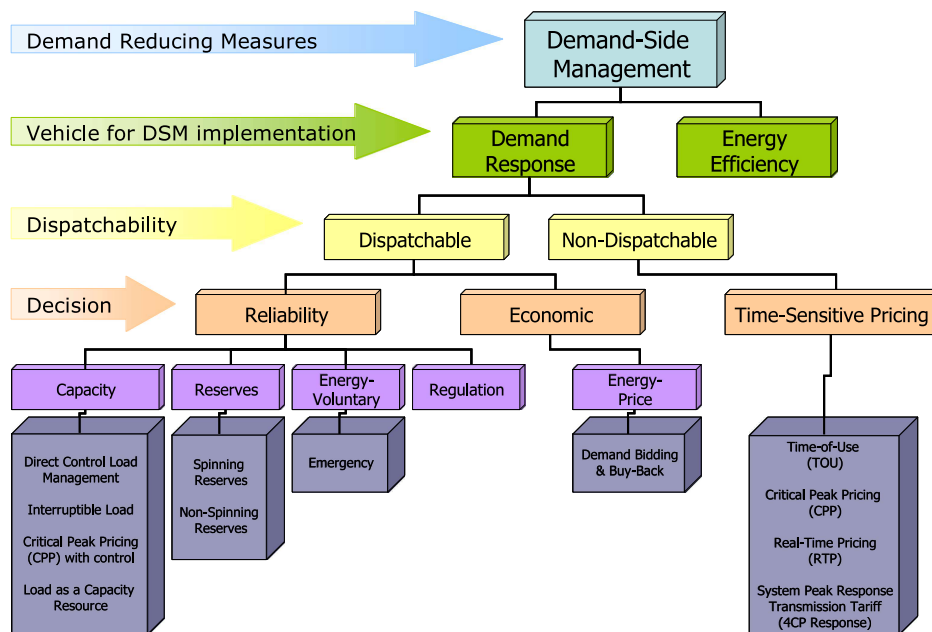 Demand Reducing Measures
Demand-Side
Management
Vehicle for DSM implementation
Demand
Response
Energy
Efficiency
Dispatchability
Dispatchable
Non-Dispatchable
Decision
Reliability
Economic
Time-Sensitive Pricing
Capacity
Reserves
Energy-
Voluntary
Regulation
Energy-
Price
Direct Control Load
Management
Interruptible Load
Critical Peak Pricing
(CPP) with control
Load as a Capacity
Resource
Spinning
Reserves
Non-Spinning
Reserves
Emergency
Demand Bidding
& Buy-Back
Time-of-Use
(TOU)
Critical Peak Pricing
(CPP)
Real-Time Pricing
(RTP)
System Peak Response
Transmission Tariff
(4CP Response)